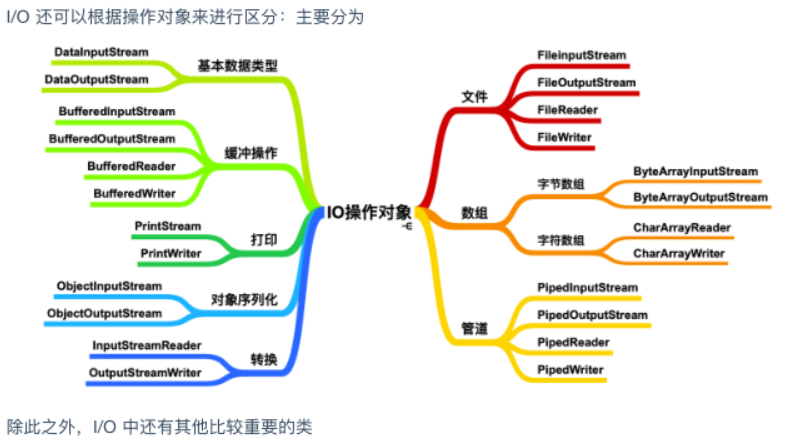 I/O 还可以根据操作对象来进行区分：主要分为
IO操作对象
文件
FileinputStream
FileOutputStream
FileReader
FileWriter
数组
字节数组
ByteArrayInputStream
ByteArrayOutputStream
字符数组
CharArrayReader
CharArrayWriter
管道
PipedInputStream
PipedOutputStream
PipedReader
PipedWriter
基本数据类型
DataInputStream
DataOutputStream
缓冲操作
BufferedInputStream
BufferedOutputStream
BufferedReader
BufferedWriter
打印
PrintStream
PrintWriter
对象序列化
ObjectInputStream
ObjectOutputStream
转换
InputStreamReader
OutputStreamWriter
除此之外，I/O 中还有其他比较重要的类